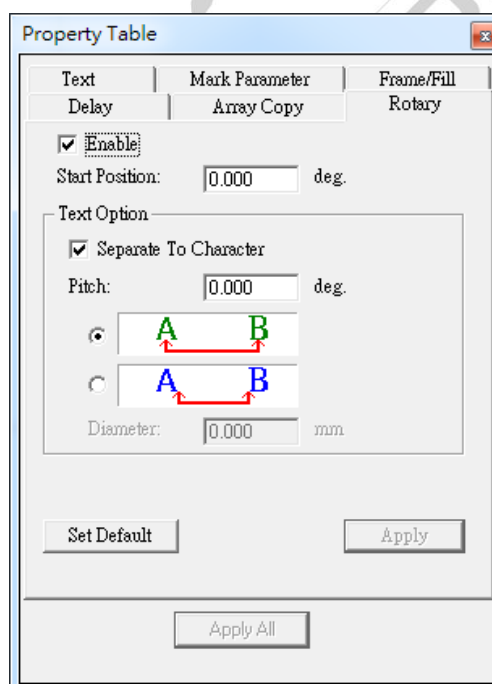 Property Table
Text Mark Parameter Frame/Fill
Delay Array Copy Rotary
Enable
Start Position: 0.000 deg.
Text Option
Separate To Character
Pitch: 0.000 deg.
A B
A B
Diameter: 0.000 mm
Set Default Apply
Apply All